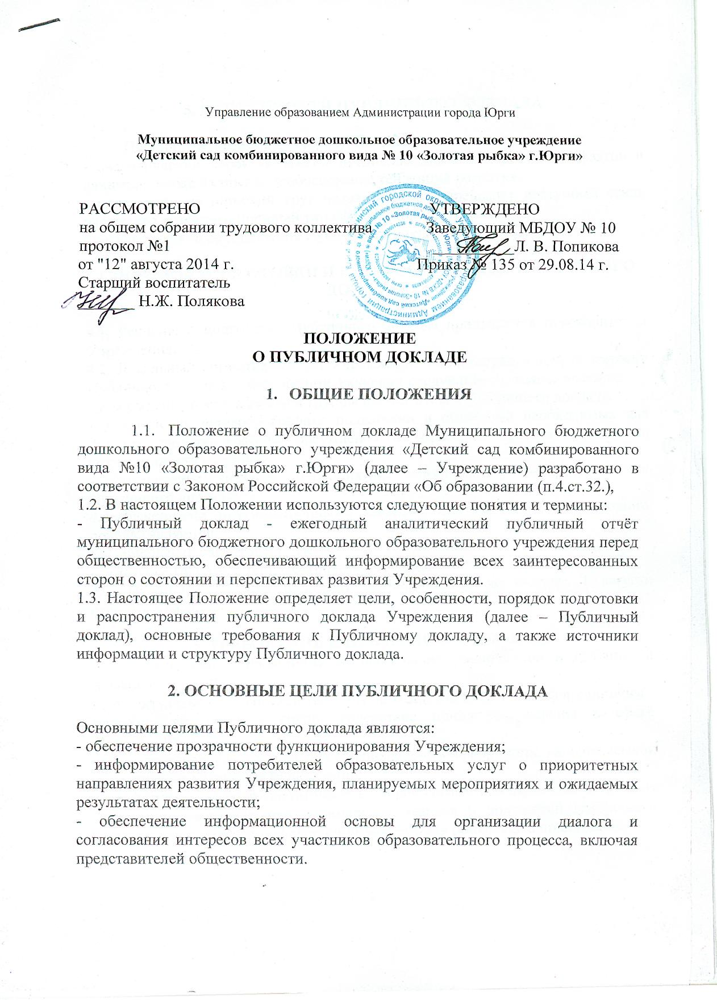 Управление образованием Администрации города Юрги
Муниципальное бюджетное дошкольное образовательное учреждение
«Детский сад комбинированного вида № 10 «Золотая рыбка» г.Юрги»
РАССМОТРЕНО
на общем собрании трудового коллектива
протокол №1
от "12" августа 2014 г.
Старший воспитатель
Н.Ж. Полякова
УТВЕРЖДЕНО
Заведующий МБДОУ № 10
Л. В. Попикова
Приказ № 135 от 29.08.14 г.
ПОЛОЖЕНИЕ
О ПУБЛИЧНОМ ДОКЛАДЕ
1. ОБЩИЕ ПОЛОЖЕНИЯ
1.1. Положение о публичном докладе Муниципального бюджетного
дошкольного образовательного учреждения «Детский сад комбинированного
вида №10 «Золотая рыбка» г.Юрги» (далее – Учреждение) разработано в
соответствии с Законом Российской Федерации «Об образовании (п.4.ст.32.),
1.2. В настоящем Положении используются следующие понятия и термины:
- Публичный доклад - ежегодный аналитический публичный отчёт
муниципального бюджетного дошкольного образовательного учреждения перед
общественностью, обеспечивающий информирование всех заинтересованных
сторон о состоянии и перспективах развития Учреждения.
1.3. Настоящее Положение определяет цели, особенности, порядок подготовки
и распространения публичного доклада Учреждения (далее – Публичный
доклад), основные требования к Публичному докладу, а также источники
информации и структуру Публичного доклада.
2. ОСНОВНЫЕ ЦЕЛИ ПУБЛИЧНОГО ДОКЛАДА
Основными целями Публичного доклада являются:
- обеспечение прозрачности функционирования Учреждения;
- информирование потребителей образовательных услуг о приоритетных
направлениях развития Учреждения, планируемых мероприятиях и ожидаемых
результатах деятельности;
- обеспечение информационной основы для организации диалога и
согласования интересов всех участников образовательного процесса, включая
представителей общественности.